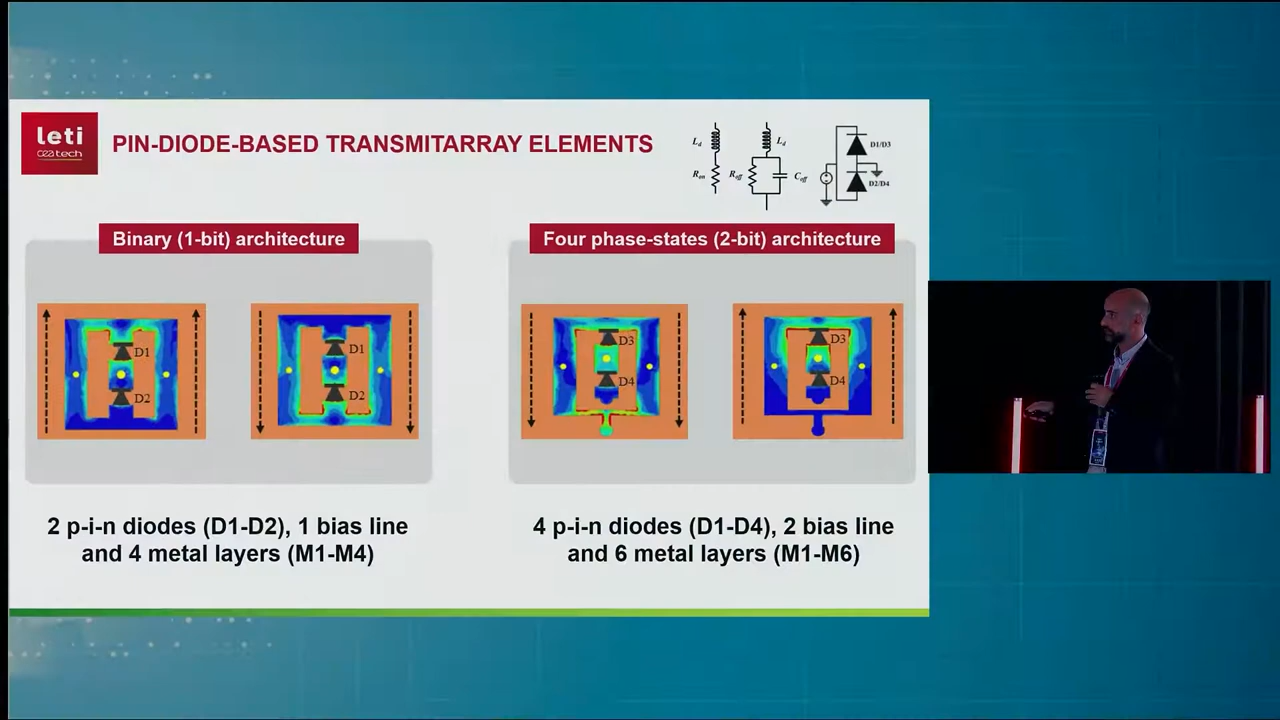 leti
cea tech
PIN-DIODE-BASED TRANSMITARRAY ELEMENTS
Ld
Ron
Ld
Roff
Coff
D1/D3
D2/D4
Binary (1-bit) architecture
D1
D2
D1
D2
2 p-i-n diodes (D1-D2), 1 bias line
and 4 metal layers (M1-M4)
Four phase-states (2-bit) architecture
D3
D4
D3
D4
4 p-i-n diodes (D1-D4), 2 bias line
and 6 metal layers (M1-M6)